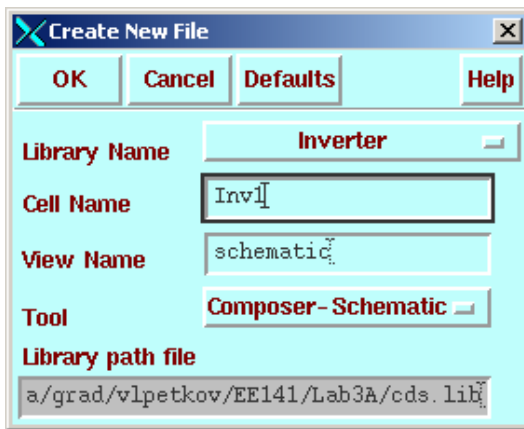 Create New File
OK Cancel Defaults Help
Library Name Inverter
Cell Name Inv1
View Name schematic
Tool Composer-Schematic
Library path file
a/grad/vlpetkov/EE141/Lab3A/cds.lib